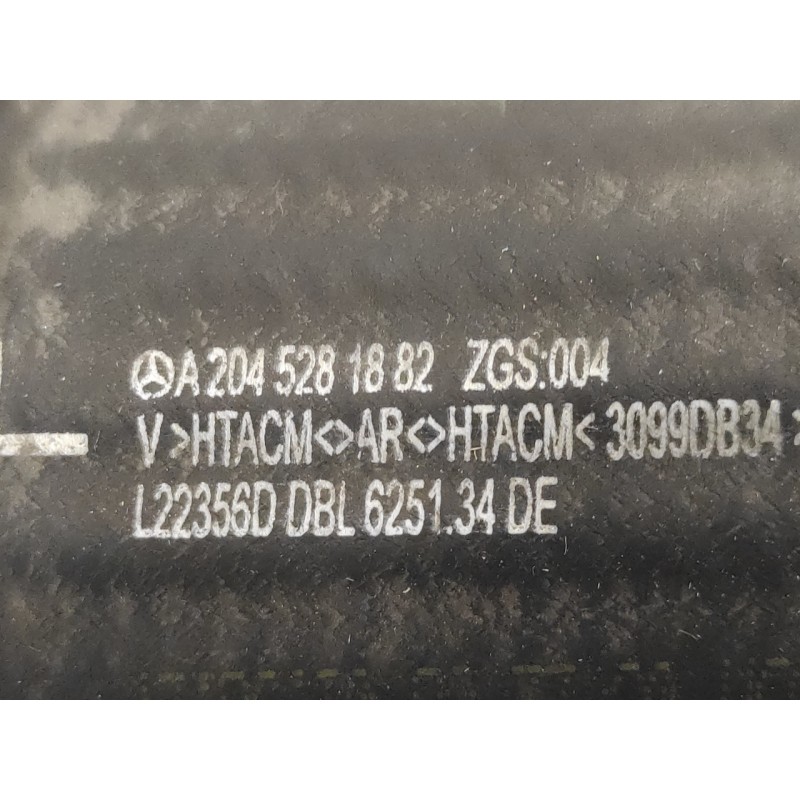 A 204 528 18 82 ZGS:004
V >HTACM<>AR<>HTACM< 3099DB34 >
L22356D DBL 6251.34 DE